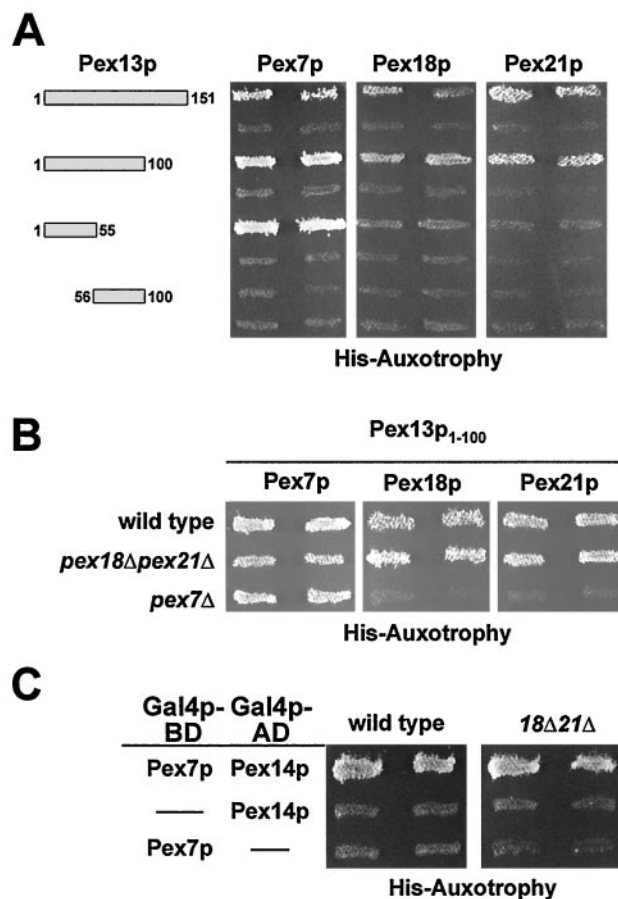 A
Pex13p Pex7p Pex18p Pex21p
1 151
1 100
1 55
56 100
His-Auxotrophy
B
Pex13p1-100
Pex7p Pex18p Pex21p
wild type
pex18Δpex21Δ
pex7Δ
His-Auxotrophy
C
Gal4p- Gal4p-
BD AD wild type 18Δ21Δ
Pex7p Pex14p
— Pex14p
Pex7p —
His-Auxotrophy